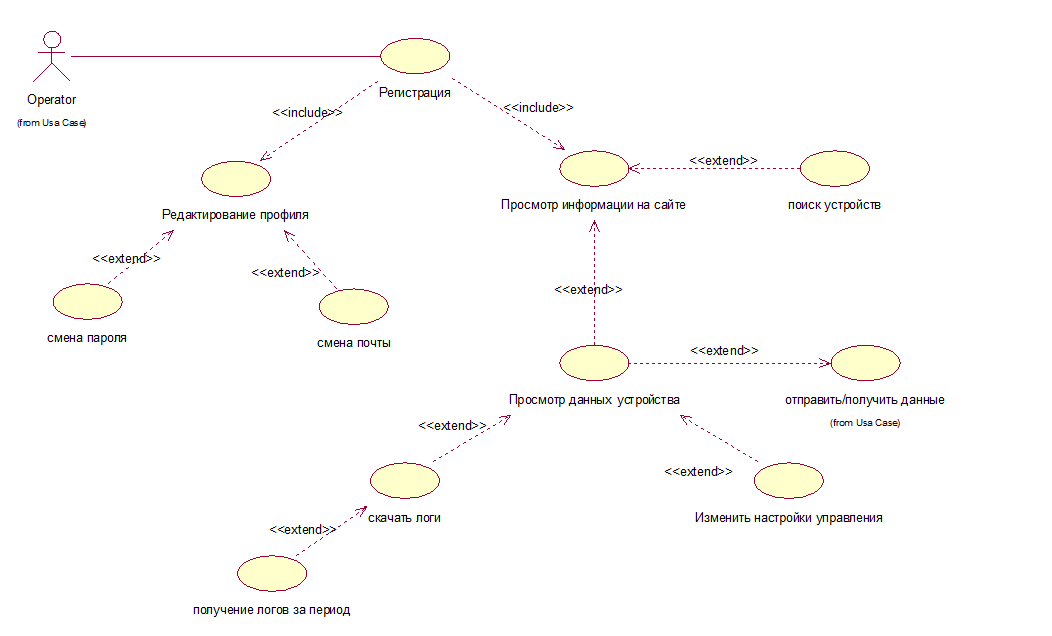 Operator
(from Usa Case)
Регистрация
<<include>>
<<include>>
Редактирование профиля
Просмотр информации на сайте
<<extend>>
поиск устройств
<<extend>>
<<extend>>
смена пароля
смена почты
<<extend>>
Просмотр данных устройства
<<extend>>
отправить/получить данные
(from Usa Case)
<<extend>>
<<extend>>
скачать логи
Изменить настройки управления
<<extend>>
получение логов за период